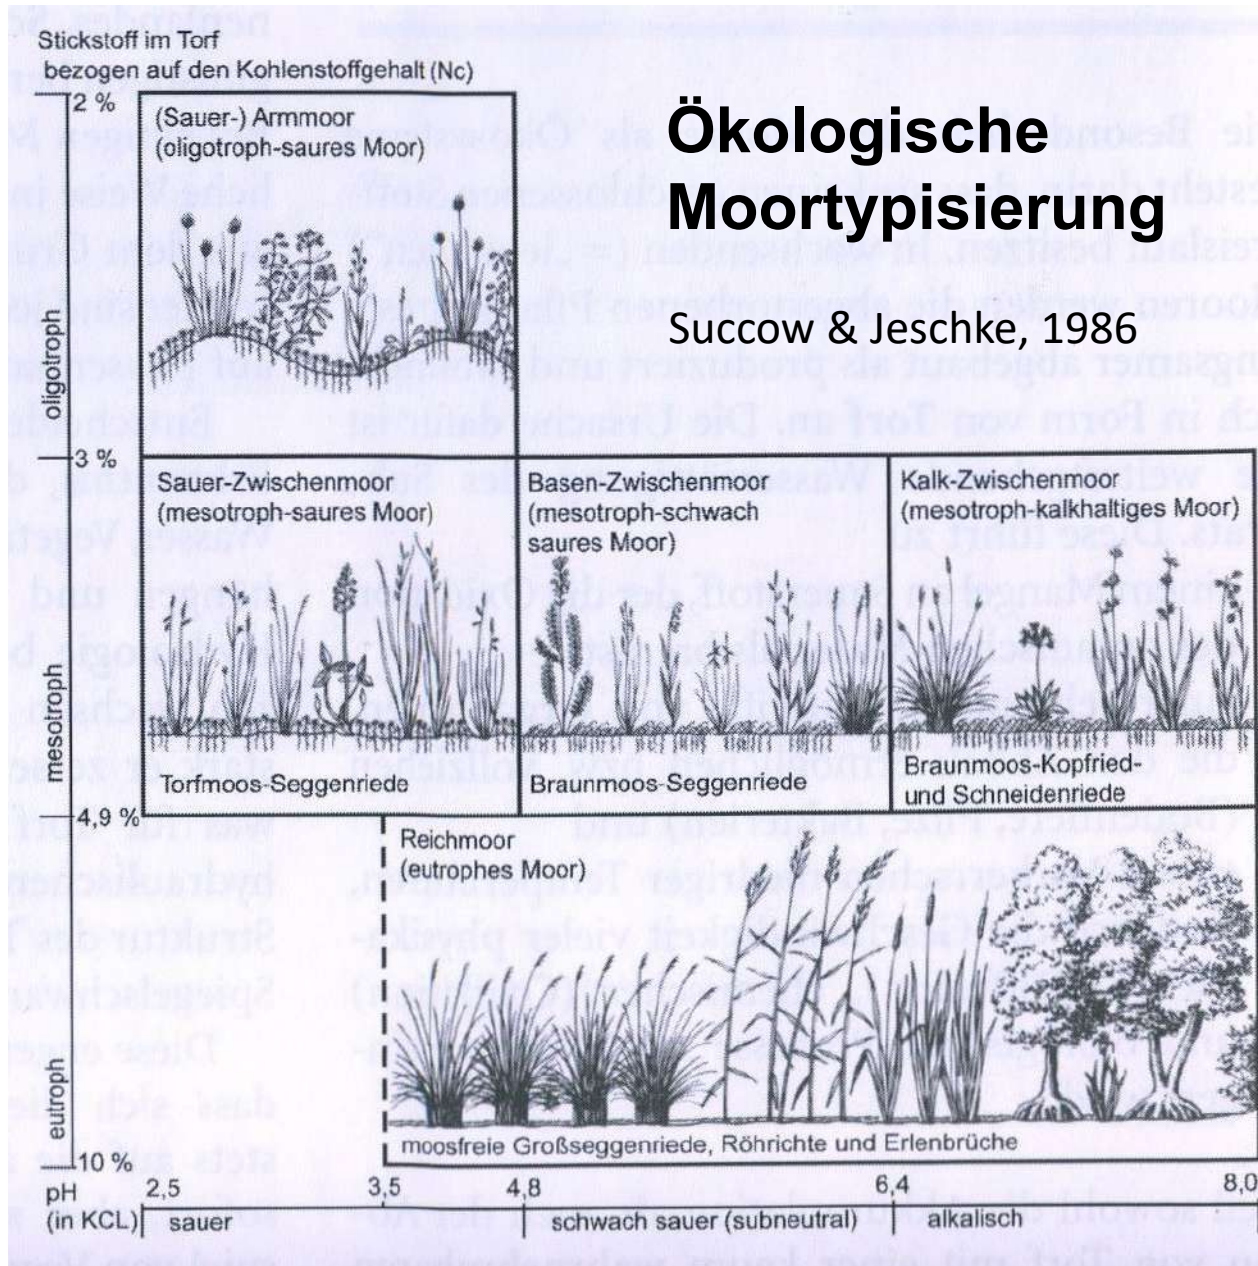 Stickstoff im Torf
bezogen auf den Kohlenstoffgehalt (Nc)
2 %
(Sauer-) Armmoor
(oligotroph-saures Moor)
Ökologische
Moortypisierung
Succow & Jeschke, 1986
oligotroph
3 %
Sauer-Zwischenmoor
(mesotroph-saures Moor)
Basen-Zwischenmoor
(mesotroph-schwach
saures Moor)
Kalk-Zwischenmoor
(mesotroph-kalkhaltiges Moor)
mesotroph
Torfmoos-Seggenriede
Braunmoos-Seggenriede
Braunmoos-Kopfried-
und Schneidenriede
4,9 %
Reichmoor
(eutrophes Moor)
eutroph
moosfreie Großseggenriede, Röhrichte und Erlenbrüche
10 %
pH 2,5 3,5 4,8 6,4 8,0
(in KCL) sauer schwach sauer (subneutral) alkalisch